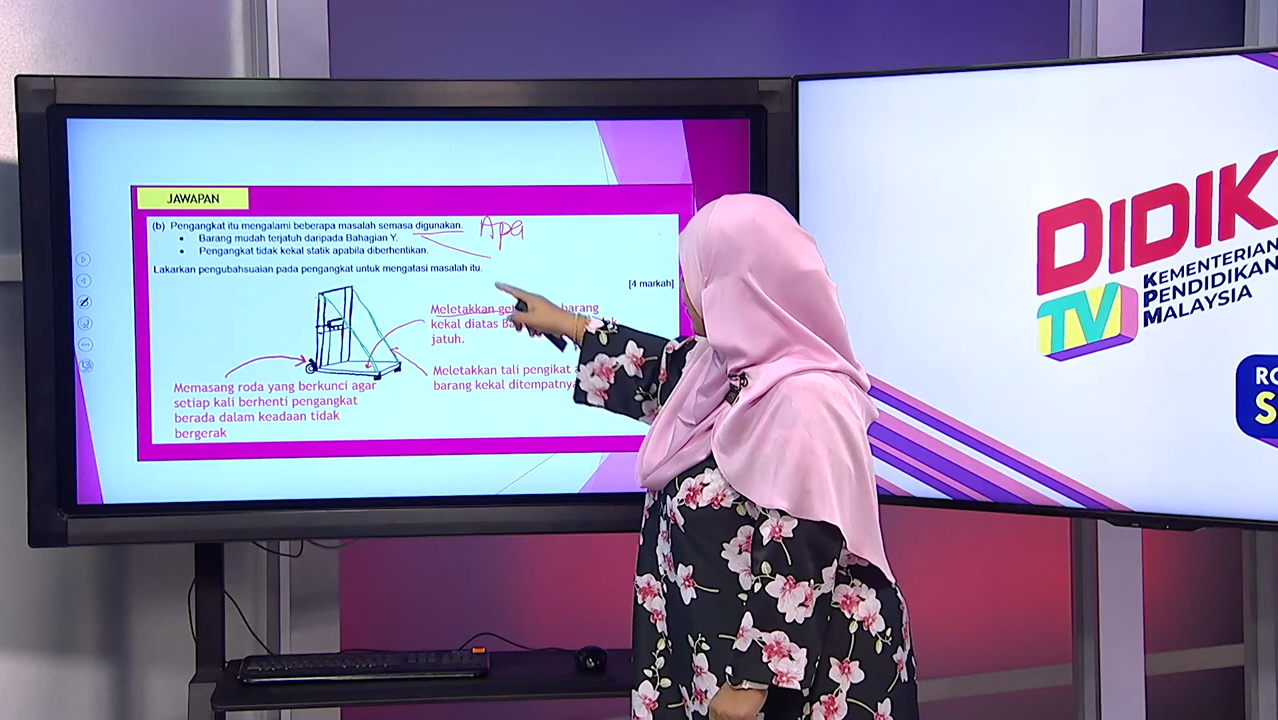 JAWAPAN
(b) Pengangkat itu mengalami beberapa masalah semasa digunakan.
Apa
• Barang mudah terjatuh daripada Bahagian Y.
• Pengangkat tidak kekal statik apabila diberhentikan.
Lakarkan pengubahsuaian pada pengangkat untuk mengatasi masalah itu.
[4 markah]
Meletakkan barang
kekal diatas
jatuh.
Meletakkan tali pengikat
barang kekal ditempatnya
Memasang roda yang berkunci agar
setiap kali berhenti pengangkat
berada dalam keadaan tidak
bergerak
DIDIK
TV
KEMENTERIAN
PENDIDIKAN
MALAYSIA